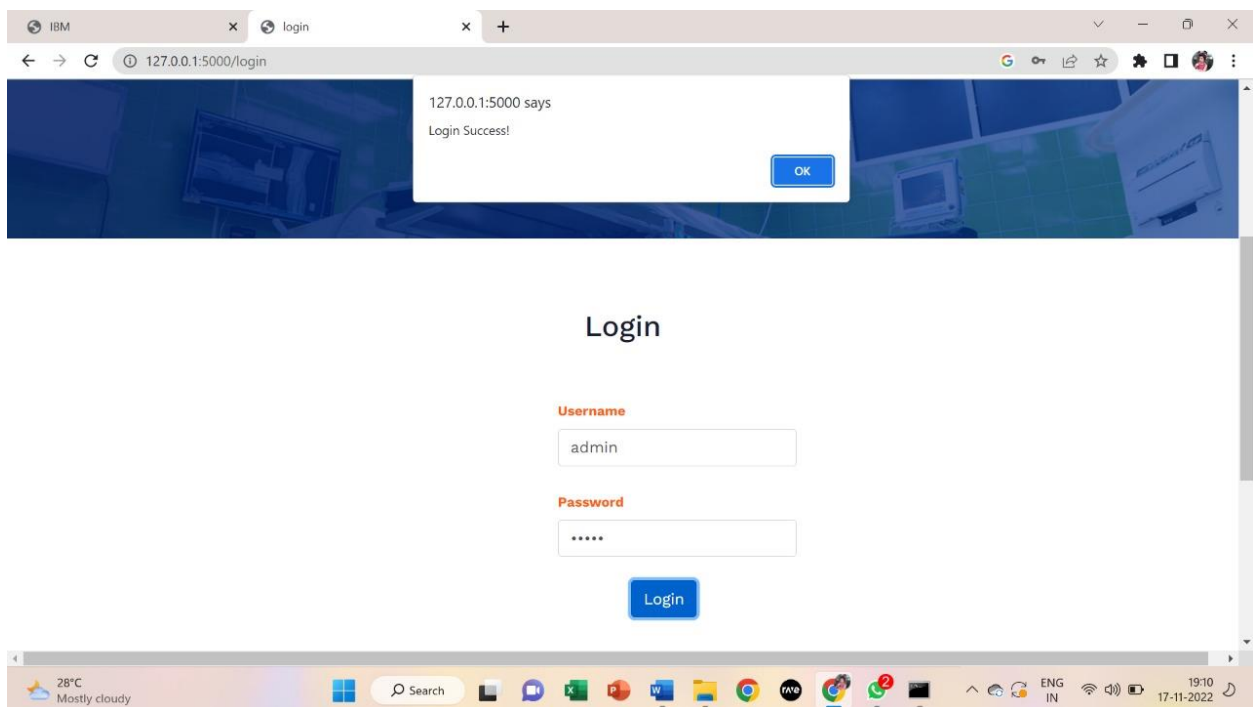 IBM
login
127.0.0.1:5000/login
127.0.0.1:5000 says
Login Success!
OK
Login
Username
admin
Password
•••••
Login
28°C
Mostly cloudy
Search
2
ENG
IN
19:10
17-11-2022